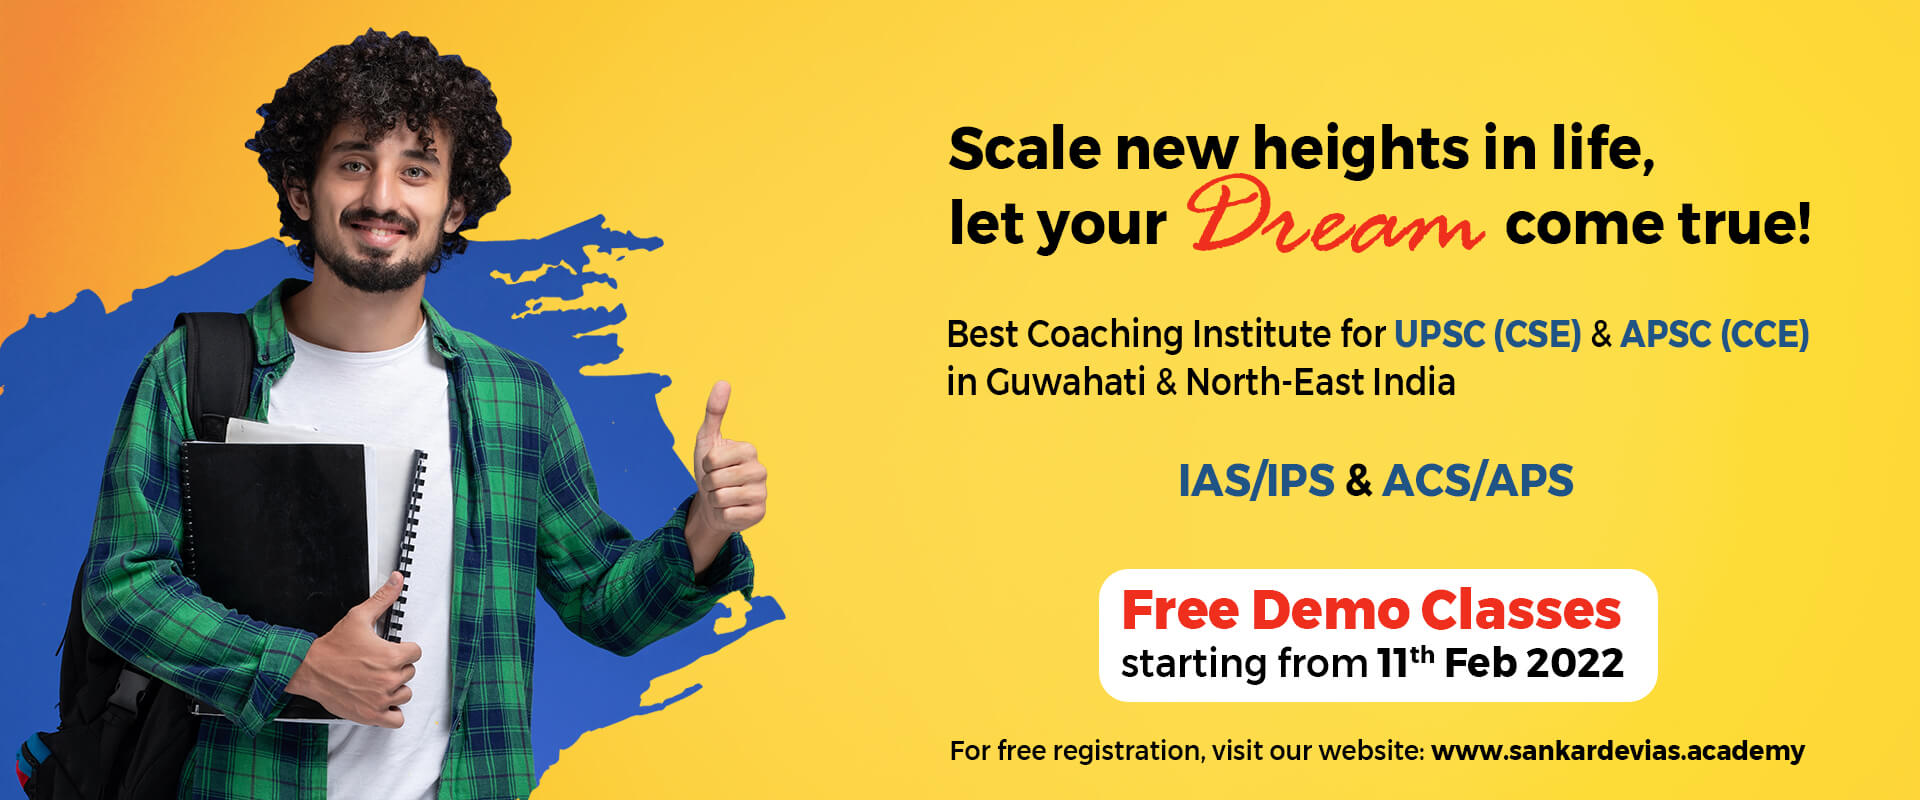 Scale new heights in life,
let your Dream come true!
Best Coaching Institute for UPSC (CSE) & APSC (CCE)
in Guwahati & North-East India
IAS/IPS & ACS/APS
Free Demo Classes
starting from 11th Feb 2022
For free registration, visit our website: www.sankardevias.academy